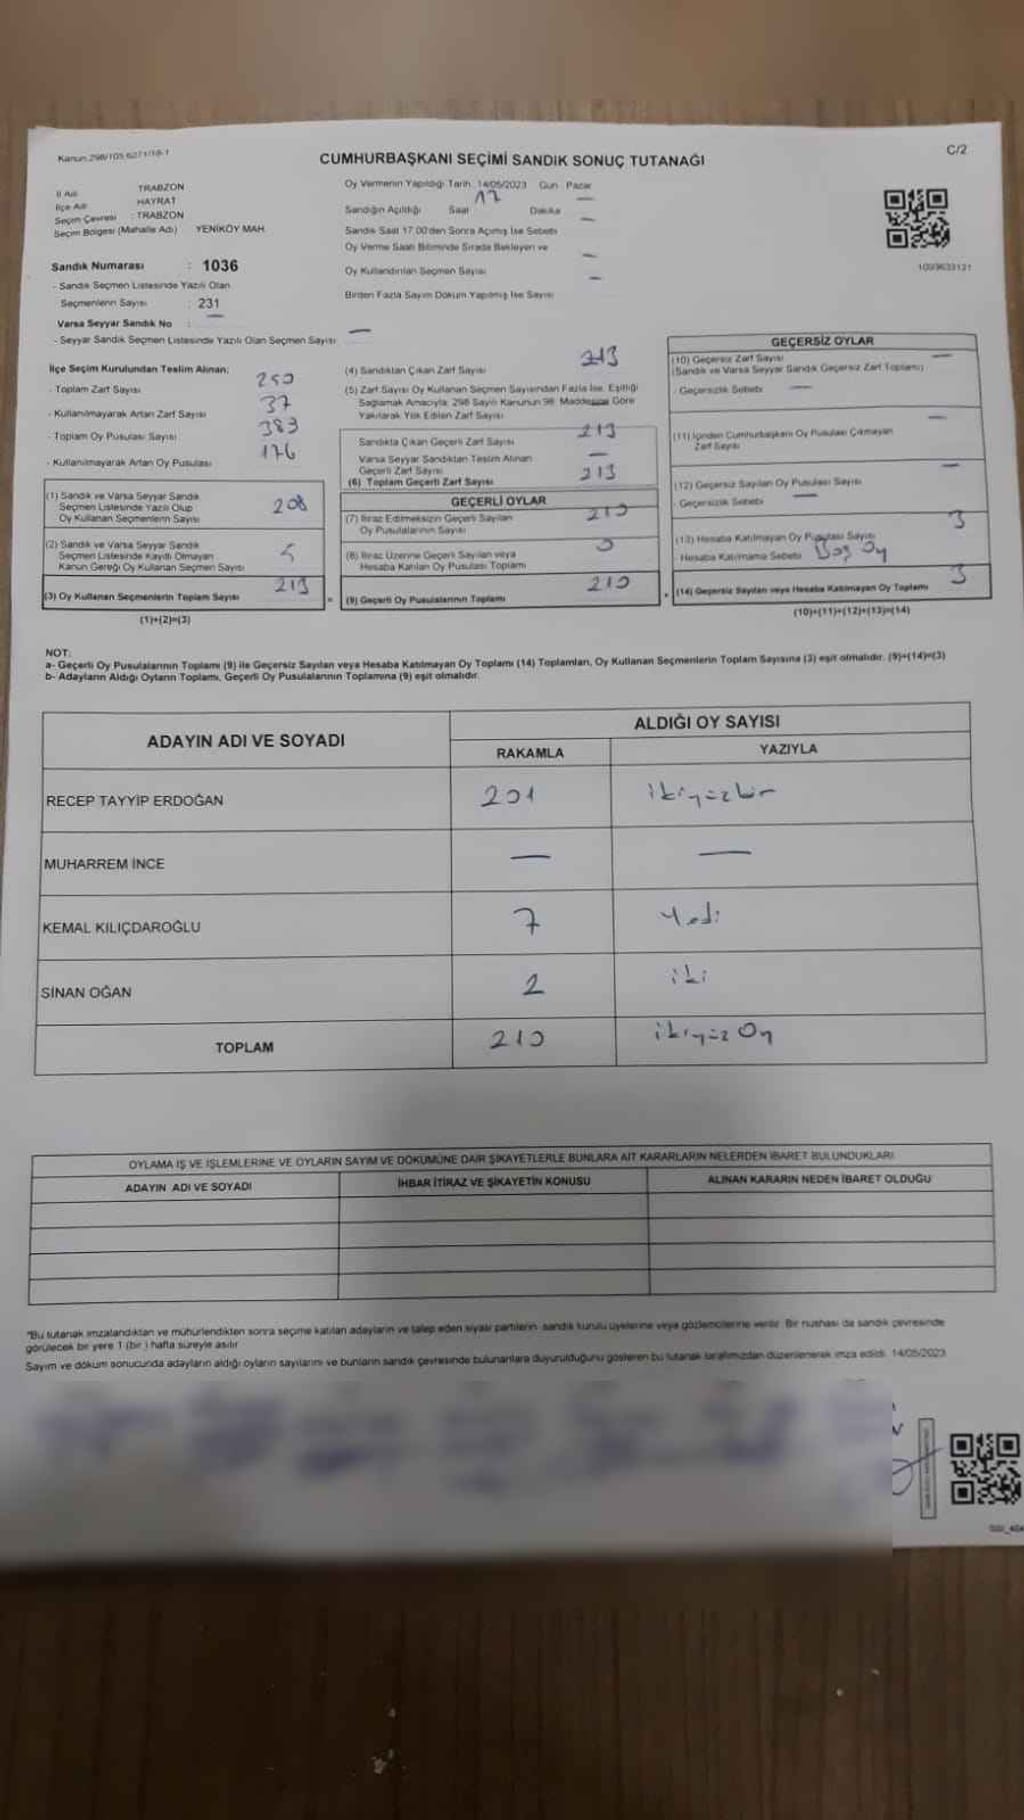 Kanun:298/105,6271/18-1
C/2
CUMHURBAŞKANI SEÇİMİ SANDIK SONUÇ TUTANAĞI
İl Adı : TRABZON
İlçe Adı : HAYRAT
Seçim Çevresi : TRABZON
Seçim Bölgesi (Mahalle Adı) YENİKÖY MAH.
Sandık Numarası : 1036
- Sandık Seçmen Listesinde Yazılı Olan
Seçmenlerin Sayısı : 231
Varsa Seyyar Sandık No : —
- Seyyar Sandık Seçmen Listesinde Yazılı Olan Seçmen Sayısı —
Oy Vermenin Yapıldığı Tarih: 14/05/2023 Gün: Pazar
Sandığın Açıldığı Saat 17 Dakika —
Sandık Saat 17.00'den Sonra Açılmış İse Sebebi —
Oy Verme Saati Bitiminde Sırada Bekleyen ve
Oy Kullandırılan Seçmen Sayısı —
Birden Fazla Sayım Döküm Yapılmış İse Sayısı —
1099633121
İlçe Seçim Kurulundan Teslim Alınan;
- Toplam Zarf Sayısı 250
- Kullanılmayarak Artan Zarf Sayısı 37
- Toplam Oy Pusulası Sayısı 383
- Kullanılmayarak Artan Oy Pusulası 176
(1) Sandık ve Varsa Seyyar Sandık
Seçmen Listesinde Yazılı Olup
Oy Kullanan Seçmenlerin Sayısı 208
(2) Sandık ve Varsa Seyyar Sandık
Seçmen Listesinde Kayıtlı Olmayan
Kanun Gereği Oy Kullanan Seçmen Sayısı 5
(3) Oy Kullanan Seçmenlerin Toplam Sayısı 213
(1)+(2)=(3)
(4) Sandıktan Çıkan Zarf Sayısı 213
(5) Zarf Sayısı Oy Kullanan Seçmen Sayısından Fazla İse, Eşitliği
Sağlamak Amacıyla, 298 Sayılı Kanunun 98. Maddesine Göre
Yakılarak Yok Edilen Zarf Sayısı
Sandıkta Çıkan Geçerli Zarf Sayısı 213
Varsa Seyyar Sandıktan Teslim Alınan
Geçerli Zarf Sayısı —
(6) Toplam Geçerli Zarf Sayısı 213
GEÇERLİ OYLAR
(7) İtiraz Edilmeksizin Geçerli Sayılan
Oy Pusulalarının Sayısı 210
(8) İtiraz Üzerine Geçerli Sayılan veya
Hesaba Katılan Oy Pusulası Toplamı 0
(9) Geçerli Oy Pusulalarının Toplamı 210
GEÇERSİZ OYLAR
(10) Geçersiz Zarf Sayısı —
(Sandık ve Varsa Seyyar Sandık Geçersiz Zarf Toplamı)
- Geçersizlik Sebebi —
(11) İçinden Cumhurbaşkanı Oy Pusulası Çıkmayan —
Zarf Sayısı
(12) Geçersiz Sayılan Oy Pusulası Sayısı —
- Geçersizlik Sebebi —
(13) Hesaba Katılmayan Oy Pusulası Sayısı 3
Hesaba Katılmama Sebebi Boş Oy
(14) Geçersiz Sayılan veya Hesaba Katılmayan Oy Toplamı 3
(10)+(11)+(12)+(13)=(14)
NOT:
a- Geçerli Oy Pusulalarının Toplamı (9) ile Geçersiz Sayılan veya Hesaba Katılmayan Oy Toplamı (14) Toplamları, Oy Kullanan Seçmenlerin Toplam Sayısına (3) eşit olmalıdır. (9)+(14)=(3)
b- Adayların Aldığı Oyların Toplamı, Geçerli Oy Pusulalarının Toplamına (9) eşit olmalıdır.
ADAYIN ADI VE SOYADI ALDIĞI OY SAYISI
RAKAMLA YAZIYLA
RECEP TAYYİP ERDOĞAN 201 ikiyüzbir
MUHARREM İNCE — —
KEMAL KILIÇDAROĞLU 7 Yedi
SİNAN OĞAN 2 iki
TOPLAM 210 ikiyüz On
OYLAMA İŞ VE İŞLEMLERİNE VE OYLARIN SAYIM VE DÖKÜMÜNE DAİR ŞİKAYETLERLE BUNLARA AİT KARARLARIN NELERDEN İBARET BULUNDUKLARI
ADAYIN ADI VE SOYADI İHBAR İTİRAZ VE ŞİKAYETİN KONUSU ALINAN KARARIN NEDEN İBARET OLDUĞU
*Bu tutanak imzalandıktan ve mühürlendikten sonra seçime katılan adayların ve talep eden siyasi partilerin sandık kurulu üyelerine veya gözlemcilerine verilir. Bir nüshası da sandık çevresinde
görülecek bir yere 1 (bir) hafta süreyle asılır.
Sayım ve döküm sonucunda adayların aldığı oyların sayılarını ve bunların sandık çevresinde bulunanlara duyurulduğunu gösteren bu tutanak tarafımızdan düzenlenerek imza edildi. 14/05/2023